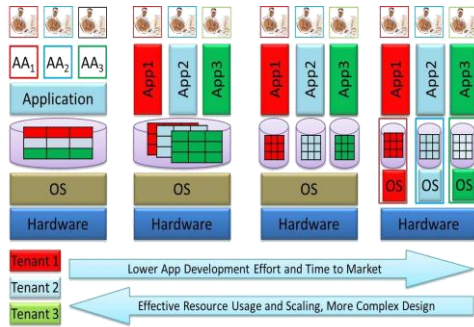 AA1 AA2 AA3
Application
OS
Hardware
App1 App2 App3
OS
Hardware
App1 App2 App3
OS
Hardware
App1 App2 App3
OS OS OS
Hardware
Tenant 1
Tenant 2
Tenant 3
Lower App Development Effort and Time to Market
Effective Resource Usage and Scaling, More Complex Design